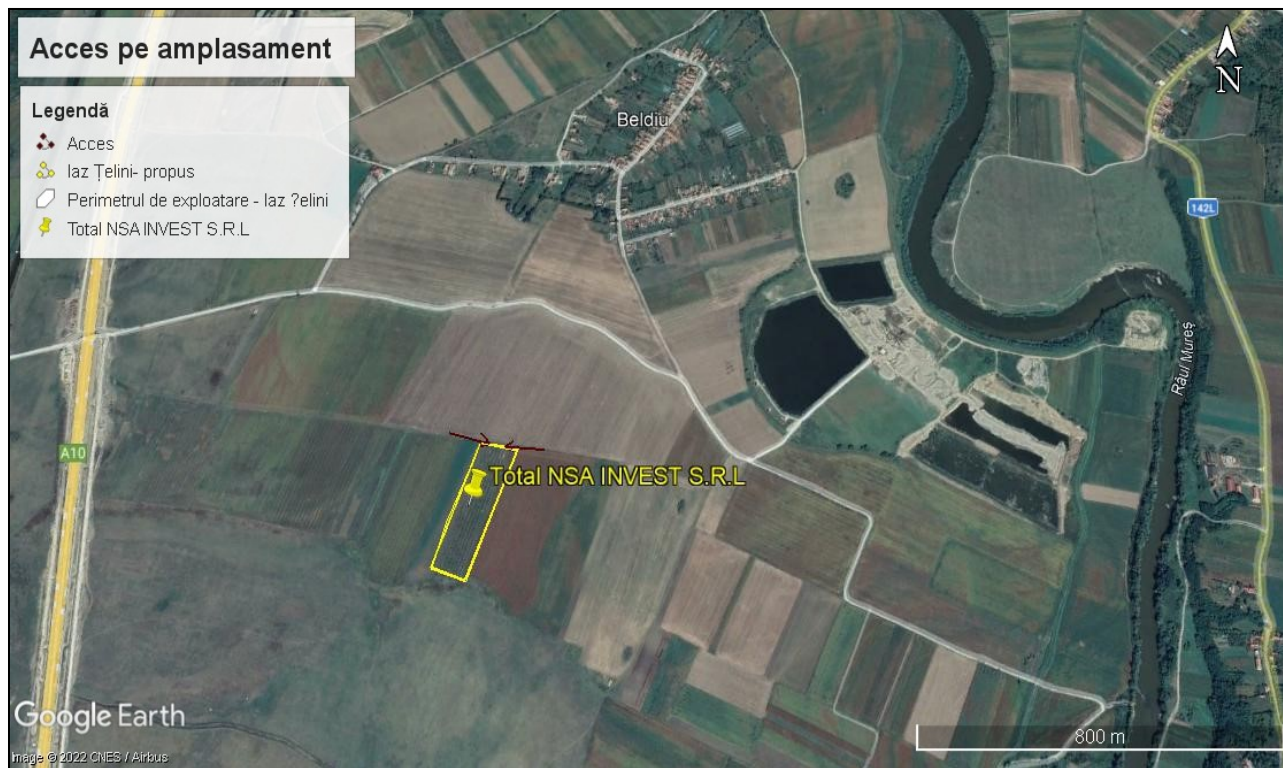 Acces pe amplasament
N
Legendă
Acces
Iaz Țelini- propus
Perimetrul de exploatare - Iaz ?elini
Total NSA INVEST S.R.L
Beldiu
142L
Râul Mureș
A10
Total NSA INVEST S.R.L
Google Earth
800 m
Image © 2022 CNES / Airbus